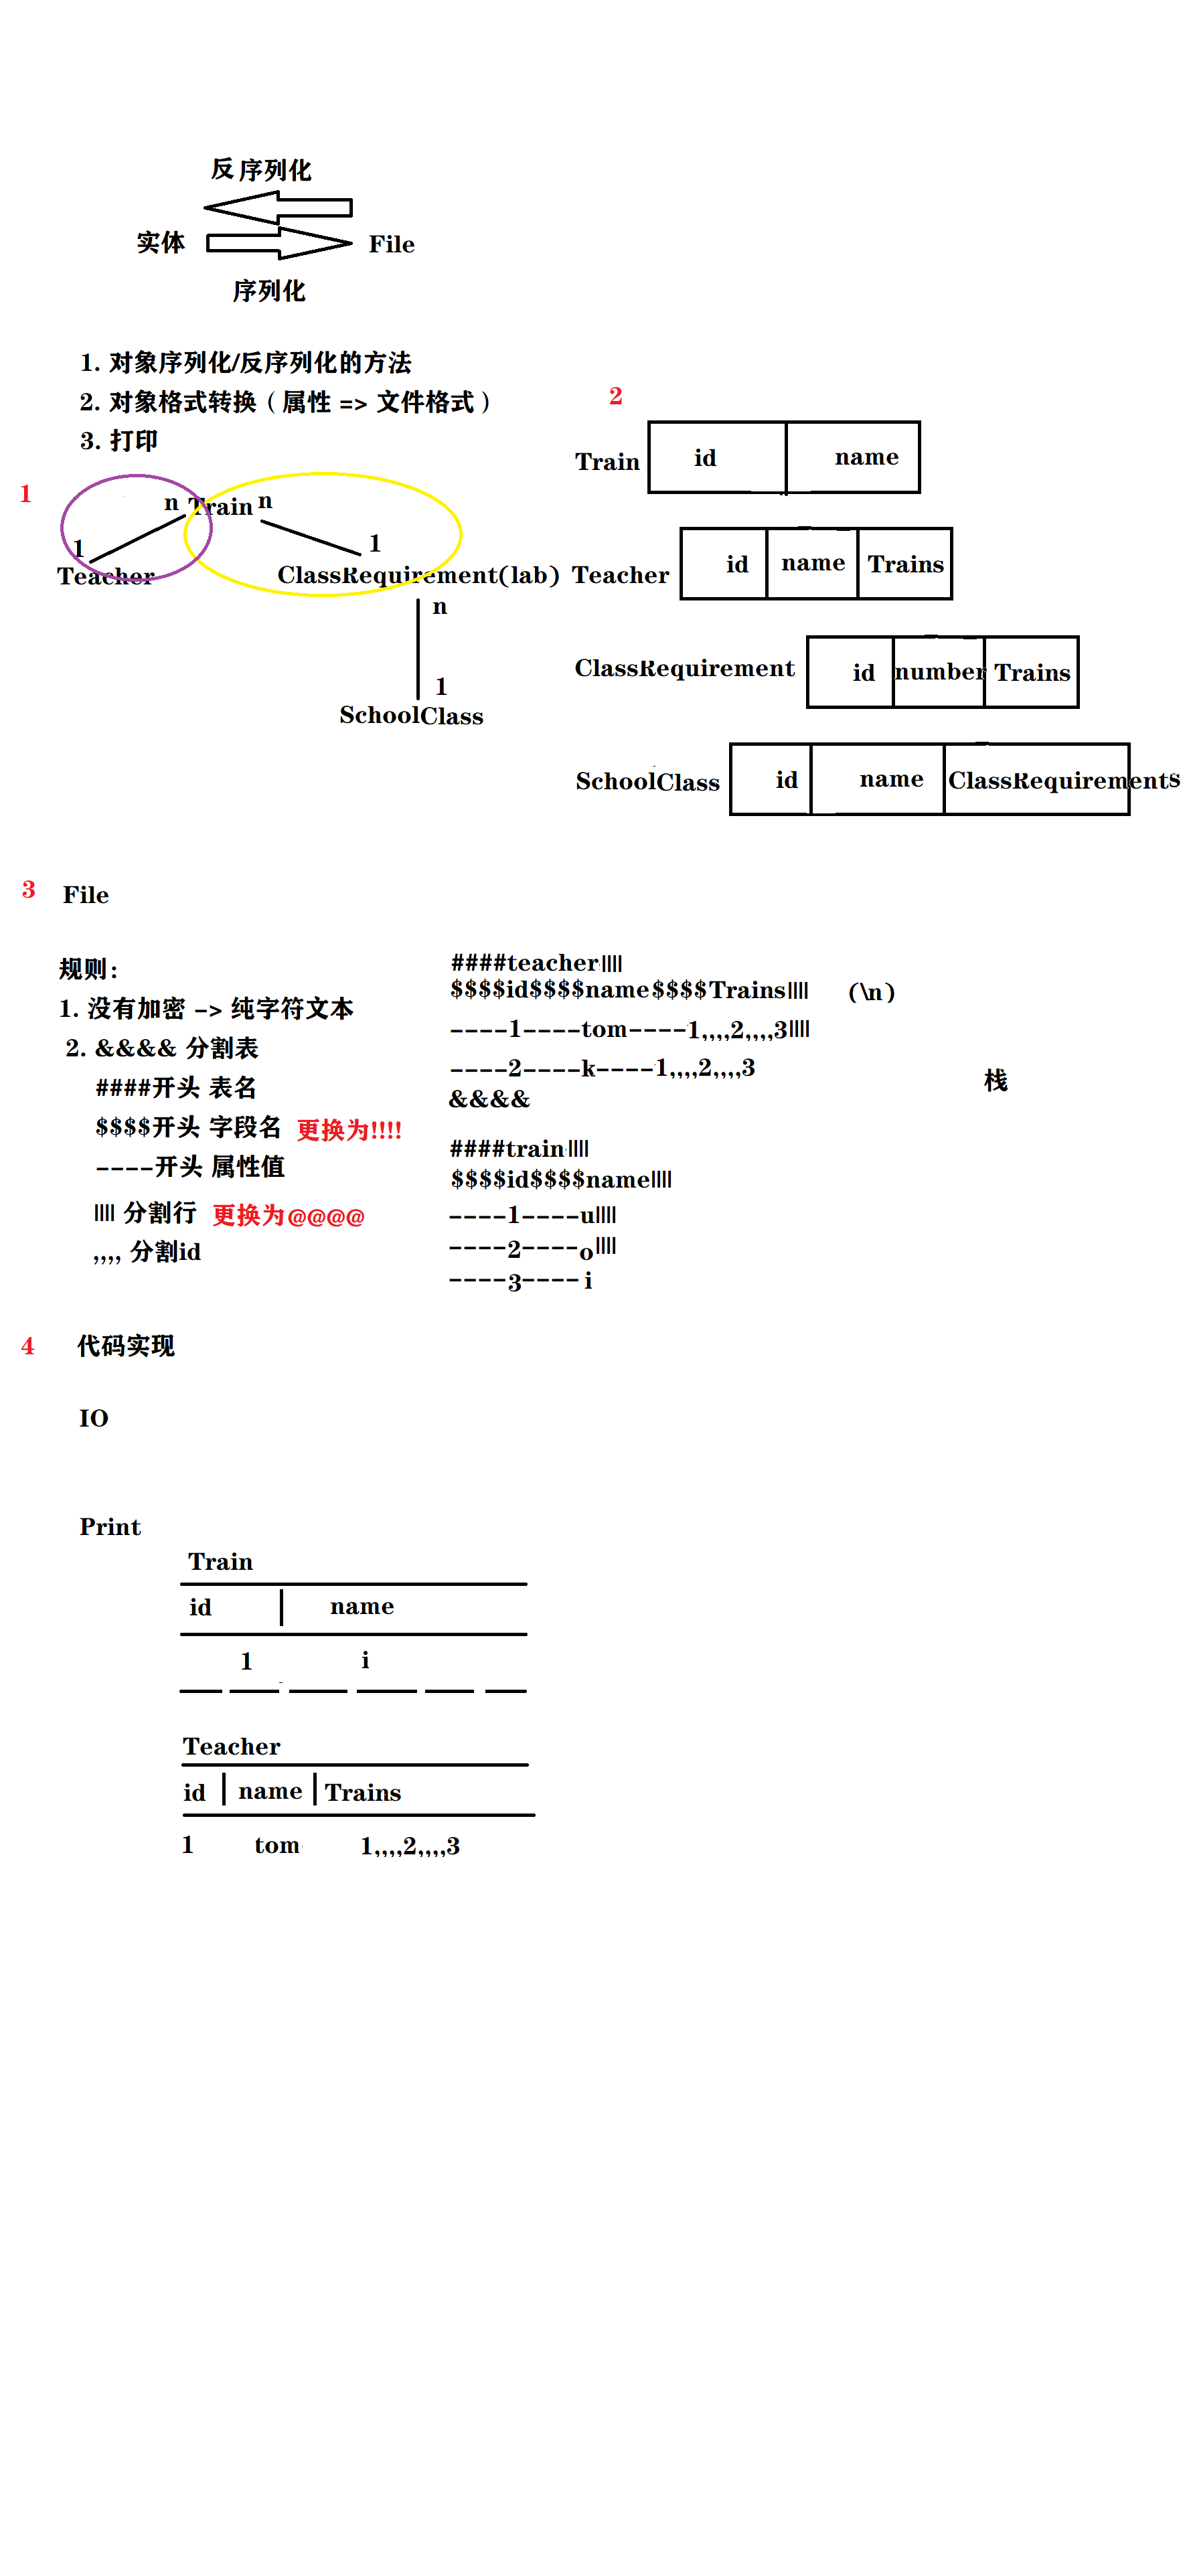 反 序列化
实体 File
序列化
1. 对象序列化/反序列化的方法
2. 对象格式转换（属性 => 文件格式）
3. 打印
1
n Train n
1 1
Teacher ClassRequirement(lab)
n
1
SchoolClass
2
Train id name
Teacher id name Trains
ClassRequirement id number Trains
SchoolClass id name ClassRequirements
3 File
规则：
1. 没有加密 -> 纯字符文本
2. &&&& 分割表
####开头 表名
$$$$开头 字段名 更换为!!!!
----开头 属性值
|||| 分割行 更换为@@@@
,,,, 分割id
####teacher||||
$$$$id$$$$name$$$$Trains|||| (\n)
----1----tom----1,,,,2,,,,3||||
----2----k----1,,,,2,,,,3
&&&&
####train||||
$$$$id$$$$name||||
----1----u||||
----2----o||||
----3----i
栈
4 代码实现
IO
Print
Train
id name
1 i
Teacher
id name Trains
1 tom 1,,,,2,,,,3